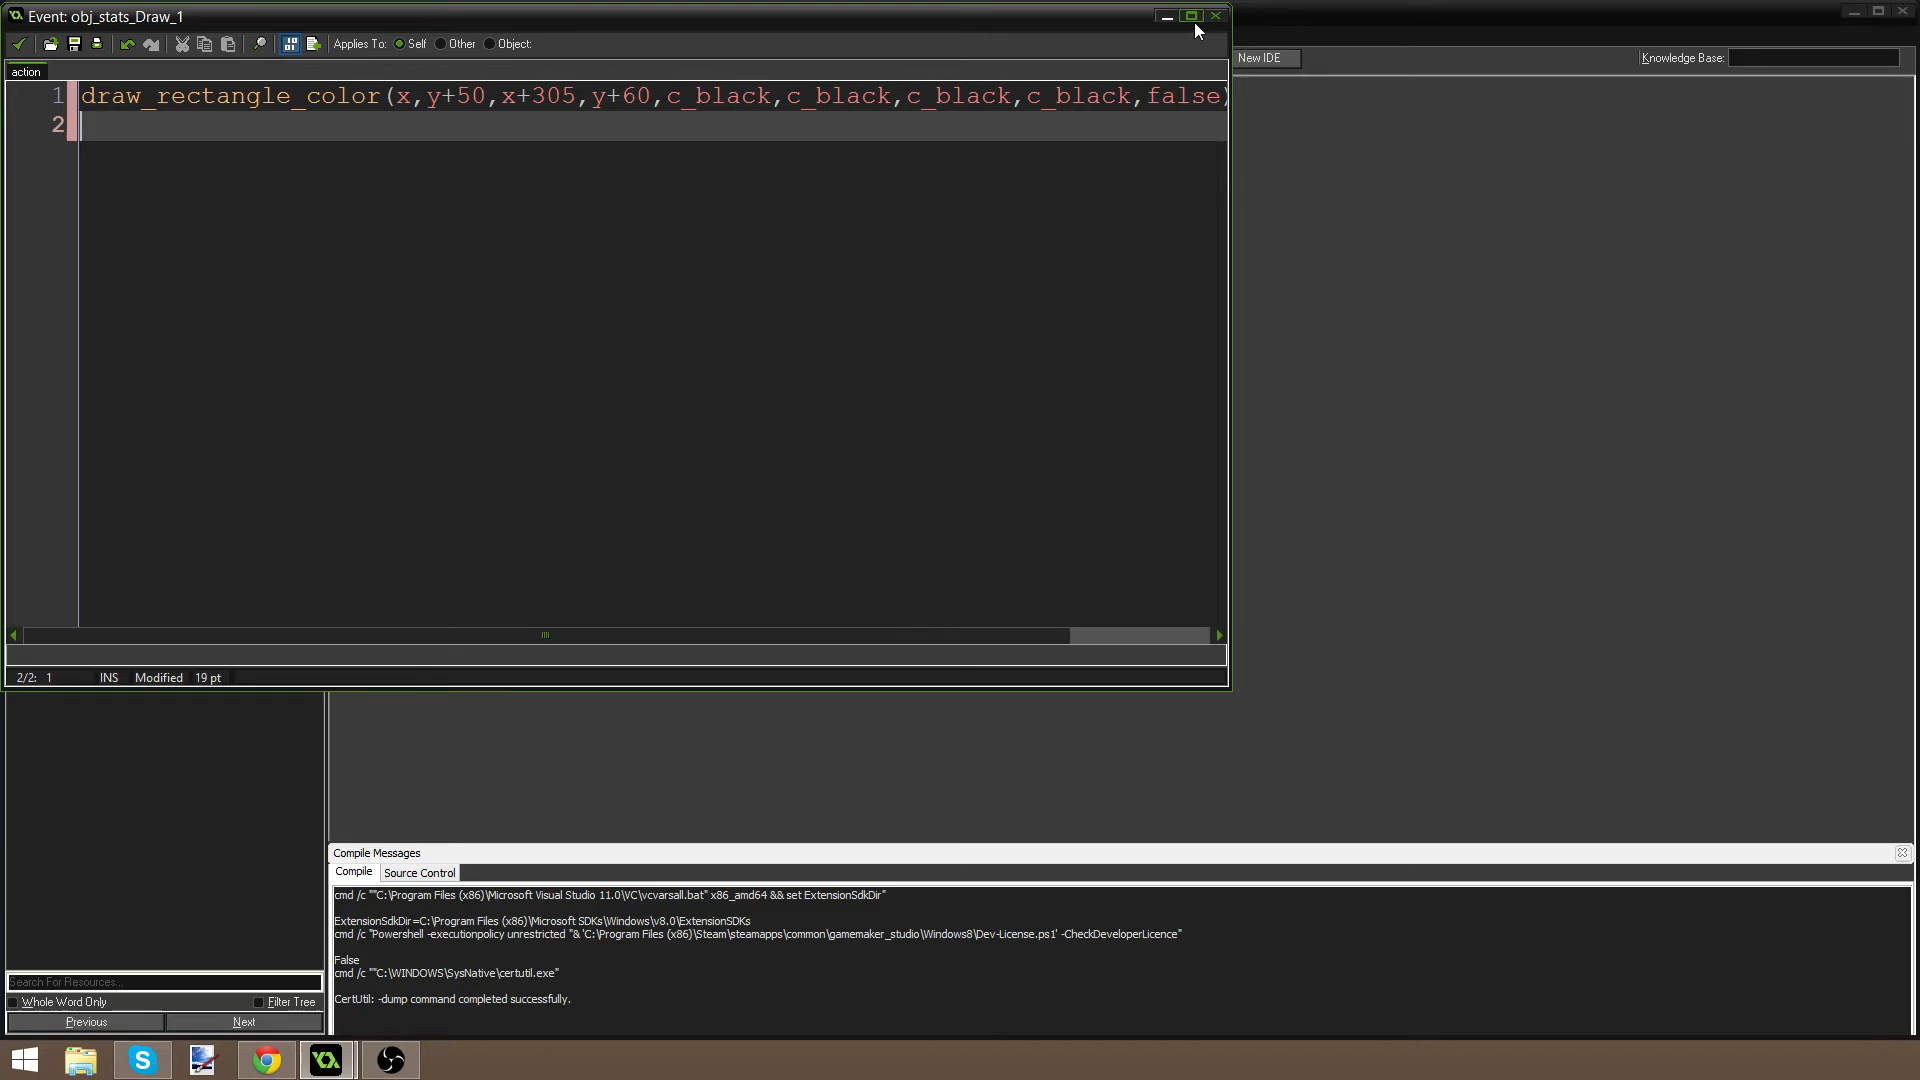 Event: obj_stats_Draw_1
Applies To: Self Other Object:
New IDE
Knowledge Base:
action
1 draw_rectangle_color(x,y+50,x+305,y+60,c_black,c_black,c_black,c_black,false)
2
2/2: 1 INS Modified 19 pt
Compile Messages
Compile Source Control
cmd /c ""C:\Program Files (x86)\Microsoft Visual Studio 11.0\VC\vcvarsall.bat" x86_amd64 && set ExtensionSdkDir"
ExtensionSdkDir=C:\Program Files (x86)\Microsoft SDKs\Windows\v8.0\ExtensionSDKs
cmd /c "Powershell -executionpolicy unrestricted "& 'C:\Program Files (x86)\Steam\steamapps\common\gamemaker_studio\Windows8\Dev-License.ps1' -CheckDeveloperLicence"
False
cmd /c ""C:\WINDOWS\SysNative\certutil.exe"
CertUtil: -dump command completed successfully.
Search For Resources...
Whole Word Only Filter Tree
Previous Next